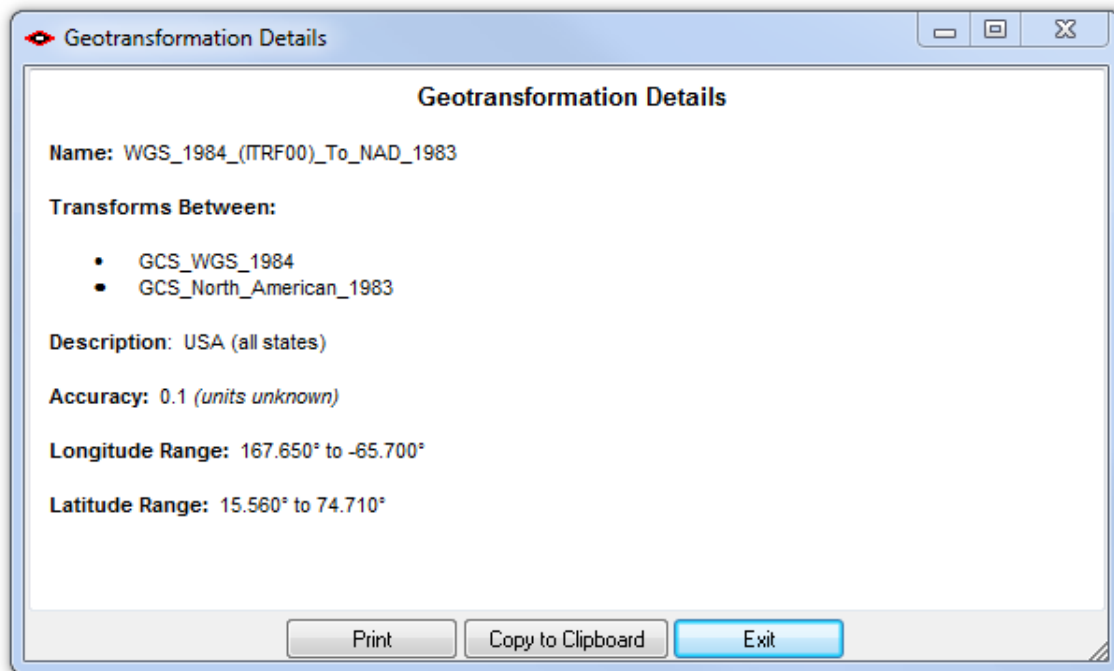 Geotransformation Details
Geotransformation Details
Name: WGS_1984_(ITRF00)_To_NAD_1983
Transforms Between:
• GCS_WGS_1984
• GCS_North_American_1983
Description: USA (all states)
Accuracy: 0.1 (units unknown)
Longitude Range: 167.650° to -65.700°
Latitude Range: 15.560° to 74.710°
Print Copy to Clipboard Exit